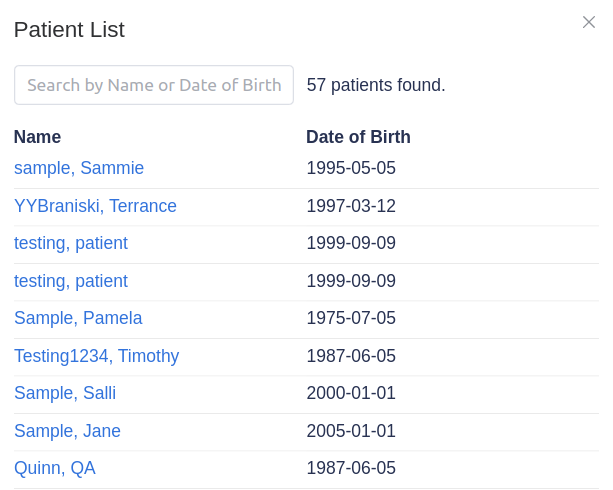 Patient List
Search by Name or Date of Birth 57 patients found.
Name Date of Birth
sample, Sammie 1995-05-05
YYBraniski, Terrance 1997-03-12
testing, patient 1999-09-09
testing, patient 1999-09-09
Sample, Pamela 1975-07-05
Testing1234, Timothy 1987-06-05
Sample, Salli 2000-01-01
Sample, Jane 2005-01-01
Quinn, QA 1987-06-05